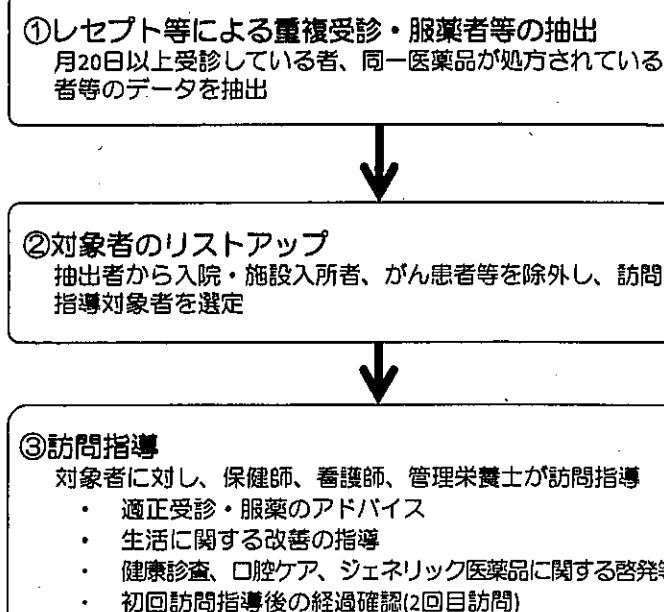 ①レセプト等による重複受診・服薬者等の抽出
月20日以上受診している者、同一医薬品が処方されている
者等のデータを抽出
②対象者のリストアップ
抽出者から入院・施設入所者、がん患者等を除外し、訪問
指導対象者を選定
③訪問指導
対象者に対し、保健師、看護師、管理栄養士が訪問指導
・ 適正受診・服薬のアドバイス
・ 生活に関する改善の指導
・ 健康診査、口腔ケア、ジェネリック医薬品に関する啓発等
・ 初回訪問指導後の経過確認(2回目訪問)